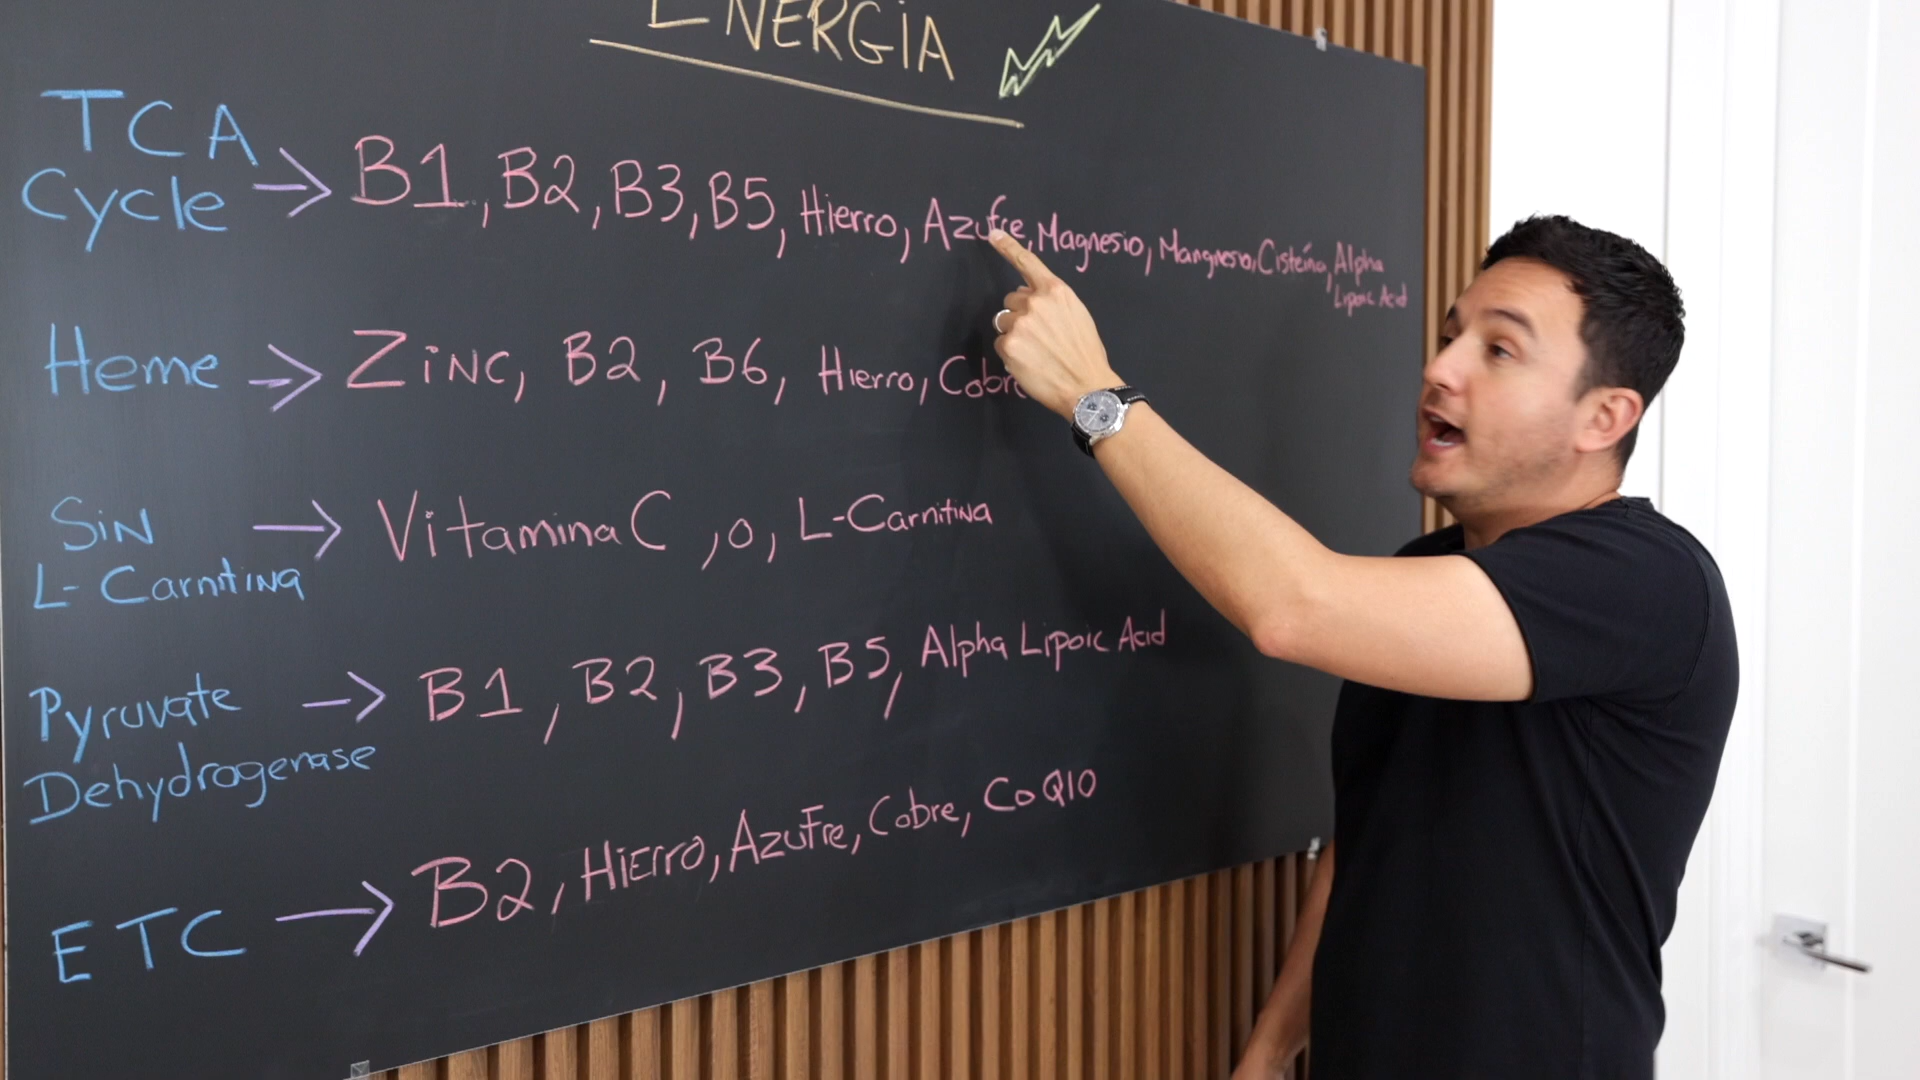 ENERGÍA
TCA Cycle → B1, B2, B3, B5, Hierro, Azufre, Magnesio, Mangneso, Cisteína, Alpha Lipoic Acid
Heme → Zinc, B2, B6, Hierro, Cobre
Sin L-Carnitina → Vitamina C, o, L-Carnitina
Pyruvate Dehydrogenase → B1, B2, B3, B5, Alpha Lipoic Acid
ETC → B2, Hierro, Azufre, Cobre, CoQ10